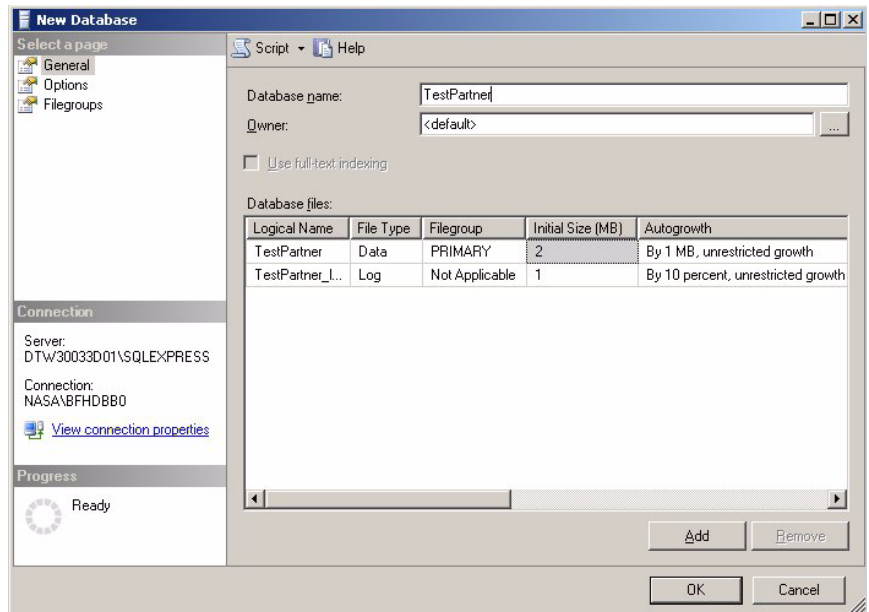 New Database
Select a page
General
Options
Filegroups
Script
Help
Database name:
TestPartner
Owner:
<default>
...
Use full-text indexing
Database files:
Logical Name File Type Filegroup Initial Size (MB) Autogrowth
TestPartner Data PRIMARY 2 By 1 MB, unrestricted growth
TestPartner_l... Log Not Applicable 1 By 10 percent, unrestricted growth
Connection
Server:
DTW30033D01\SQLEXPRESS
Connection:
NASA\BFHDBB0
View connection properties
Progress
Ready
Add
Remove
OK
Cancel